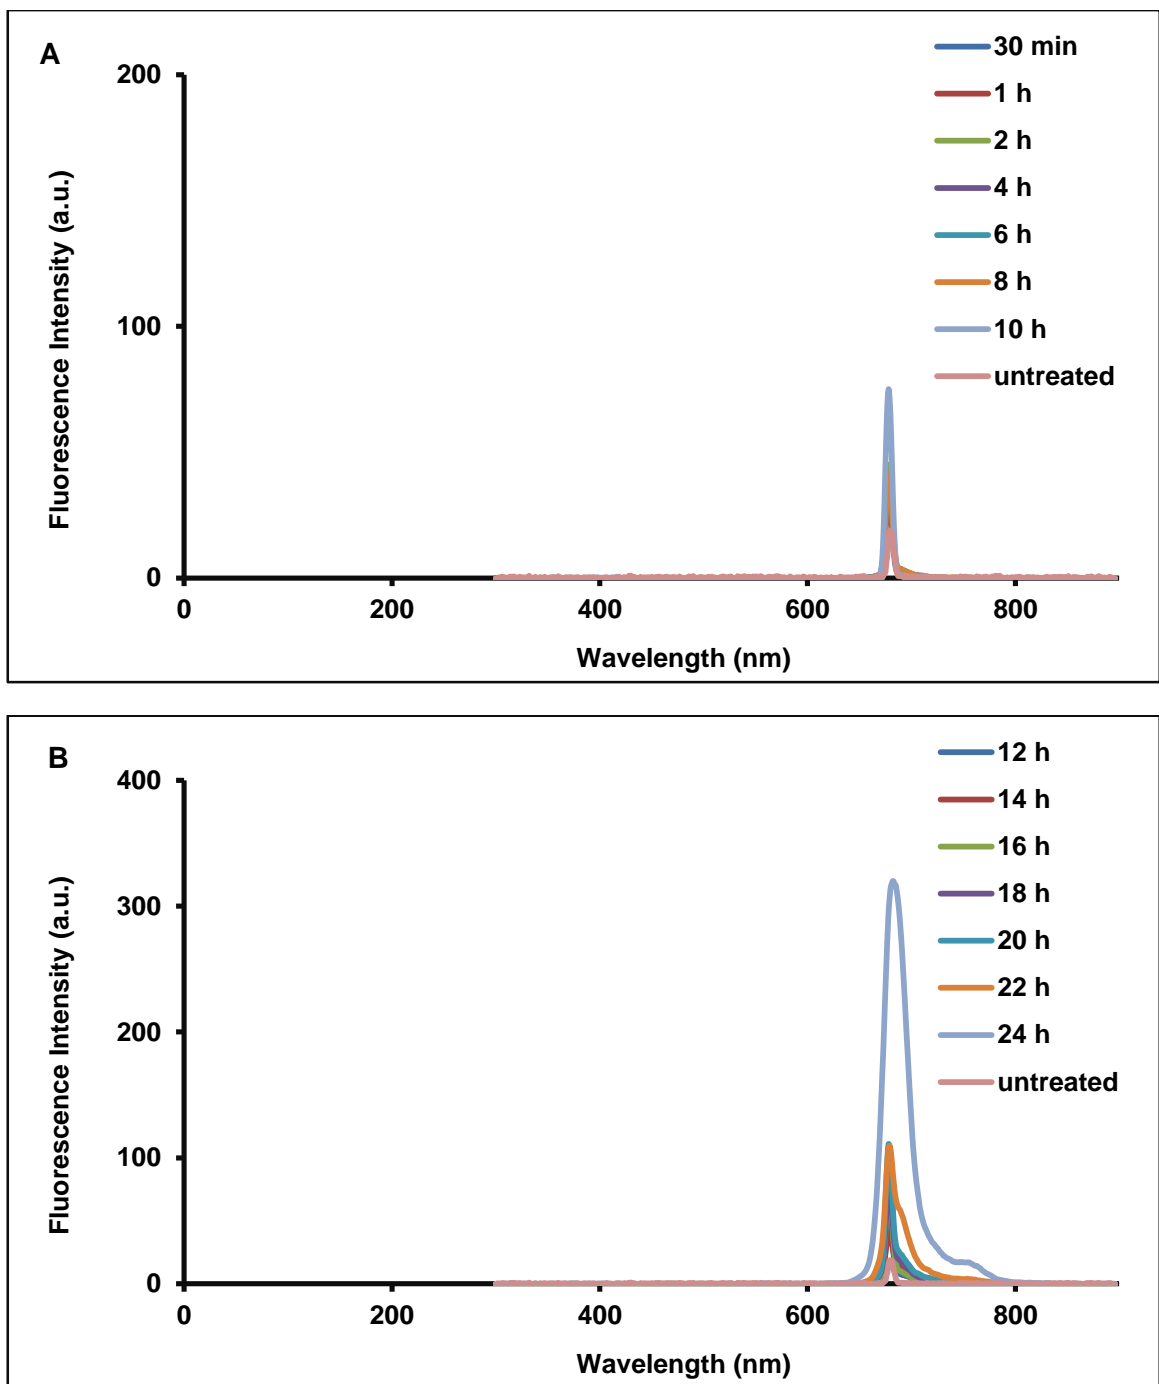 A
30 min
1 h
2 h
4 h
6 h
8 h
10 h
untreated
Fluorescence Intensity (a.u.)
200
100
0
0 200 400 600 800
Wavelength (nm)
B
12 h
14 h
16 h
18 h
20 h
22 h
24 h
untreated
Fluorescence Intensity (a.u.)
400
300
200
100
0
0 200 400 600 800
Wavelength (nm)